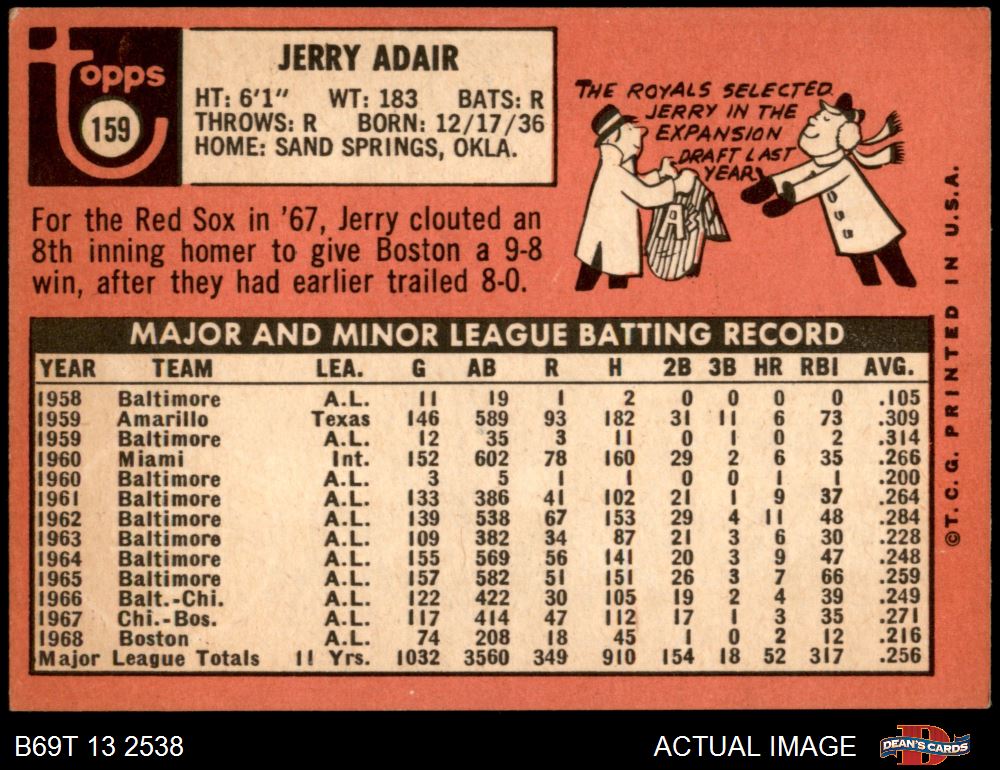 Topps
159
JERRY ADAIR
HT: 6'1" WT: 183 BATS: R
THROWS: R BORN: 12/17/36
HOME: SAND SPRINGS, OKLA.
For the Red Sox in '67, Jerry clouted an
8th inning homer to give Boston a 9-8
win, after they had earlier trailed 8-0.
THE ROYALS SELECTED
JERRY IN THE
EXPANSION
DRAFT LAST
YEAR
MAJOR AND MINOR LEAGUE BATTING RECORD
YEAR TEAM LEA. G AB R H 2B 3B HR RBI AVG.
1958 Baltimore A.L. 11 19 1 2 0 0 0 0 .105
1959 Amarillo Texas 146 589 93 182 31 11 6 73 .309
1959 Baltimore A.L. 12 35 3 11 0 1 0 2 .314
1960 Miami Int. 152 602 78 160 29 2 6 35 .266
1960 Baltimore A.L. 3 5 1 1 0 0 1 1 .200
1961 Baltimore A.L. 133 386 41 102 21 1 9 37 .264
1962 Baltimore A.L. 139 538 67 153 29 4 11 48 .284
1963 Baltimore A.L. 109 382 34 87 21 3 6 30 .228
1964 Baltimore A.L. 155 569 56 141 20 3 9 47 .248
1965 Baltimore A.L. 157 582 51 151 26 3 7 66 .259
1966 Balt.-Chi. A.L. 122 422 30 105 19 2 4 39 .249
1967 Chi.-Bos. A.L. 117 414 47 112 17 1 3 35 .271
1968 Boston A.L. 74 208 18 45 1 0 2 12 .216
Major League Totals 11 Yrs. 1032 3560 349 910 154 18 52 317 .256
©T.C.G. PRINTED IN U.S.A.
B69T 13 2538
ACTUAL IMAGE
DEAN'S CARDS